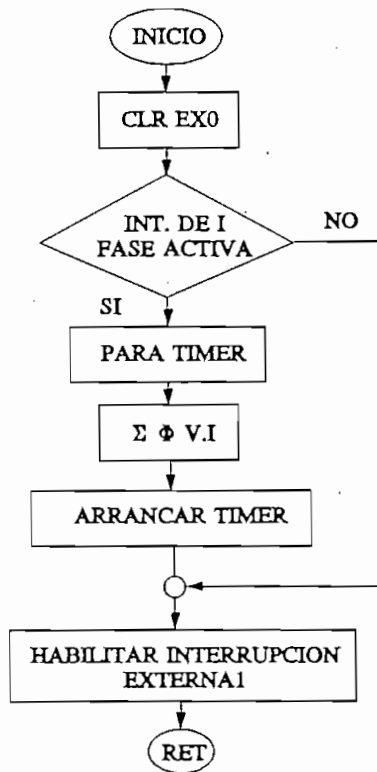 INICIO
CLR EX0
INT. DE I
FASE ACTIVA
NO
SI
PARA TIMER
Σ Φ V.I
ARRANCAR TIMER
HABILITAR INTERRUPCION
EXTERNA1
RET